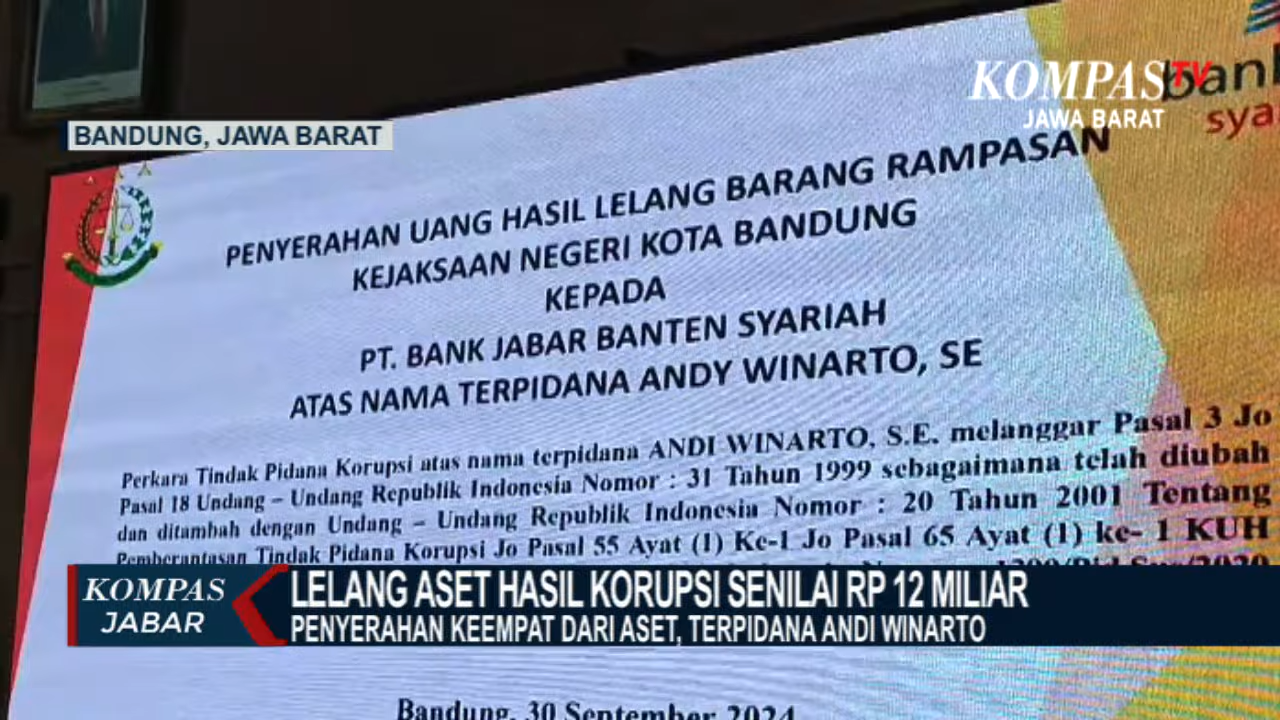 KOMPAS TV
JAWA BARAT
BANDUNG, JAWA BARAT
PENYERAHAN UANG HASIL LELANG BARANG RAMPASAN
KEJAKSAAN NEGERI KOTA BANDUNG
KEPADA
PT. BANK JABAR BANTEN SYARIAH
ATAS NAMA TERPIDANA ANDY WINARTO, SE
Perkara Tindak Pidana Korupsi atas nama terpidana ANDI WINARTO, S.E. melanggar Pasal 3 Jo
Pasal 18 Undang – Undang Republik Indonesia Nomor : 31 Tahun 1999 sebagaimana telah diubah
dan ditambah dengan Undang – Undang Republik Indonesia Nomor : 20 Tahun 2001 Tentang
Pemberantasan Tindak Pidana Korupsi Jo Pasal 55 Ayat (1) Ke-1 Jo Pasal 65 Ayat (1) ke- 1 KUH
KOMPAS
JABAR
LELANG ASET HASIL KORUPSI SENILAI RP 12 MILIAR
PENYERAHAN KEEMPAT DARI ASET, TERPIDANA ANDI WINARTO
Bandung, 30 September 2024